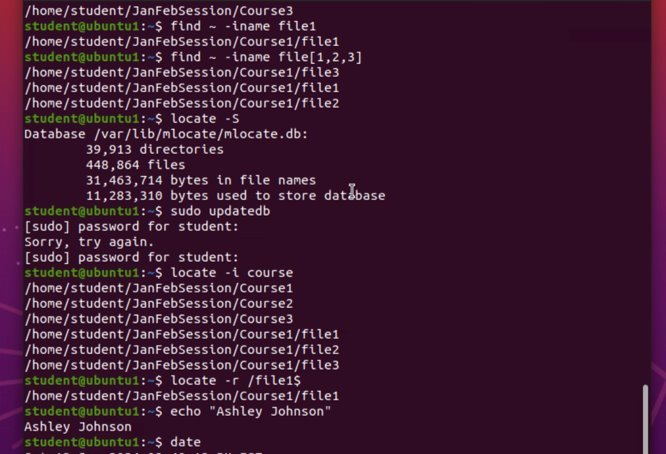 /home/student/JanFebSession/Course3
student@ubuntu1:~$ find ~ -iname file1
/home/student/JanFebSession/Course1/file1
student@ubuntu1:~$ find ~ -iname file[1,2,3]
/home/student/JanFebSession/Course1/file3
/home/student/JanFebSession/Course1/file1
/home/student/JanFebSession/Course1/file2
student@ubuntu1:~$ locate -S
Database /var/lib/mlocate/mlocate.db:
39,913 directories
448,864 files
31,463,714 bytes in file names
11,283,310 bytes used to store database
student@ubuntu1:~$ sudo updatedb
[sudo] password for student:
Sorry, try again.
[sudo] password for student:
student@ubuntu1:~$ locate -i course
/home/student/JanFebSession/Course1
/home/student/JanFebSession/Course2
/home/student/JanFebSession/Course3
/home/student/JanFebSession/Course1/file1
/home/student/JanFebSession/Course1/file2
/home/student/JanFebSession/Course1/file3
student@ubuntu1:~$ locate -r /file1$
/home/student/JanFebSession/Course1/file1
student@ubuntu1:~$ echo "Ashley Johnson"
Ashley Johnson
student@ubuntu1:~$ date